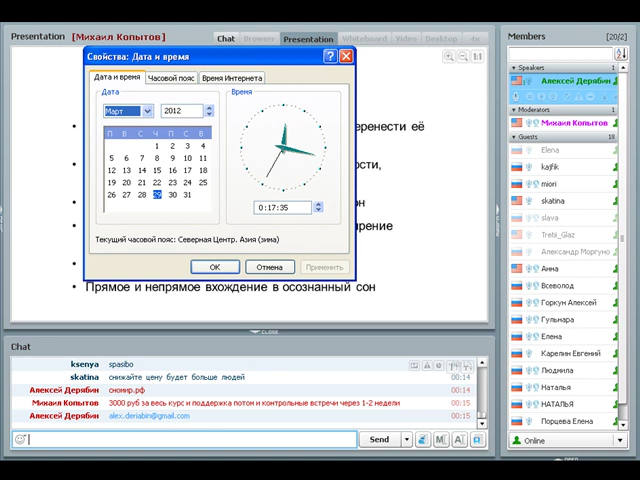 Presentation [Михаил Копытов]
Chat
Browser
Presentation
Whiteboard
Video
Desktop
Свойства: Дата и время
Дата и время
Часовой пояс
Время Интернета
Дата
Март
2012
П В С Ч П С В
1 2 3 4
5 6 7 8 9 10 11
12 13 14 15 16 17 18
19 20 21 22 23 24 25
26 27 28 29 30 31
Время
0:17:35
Текущий часовой пояс: Северная Центр. Азия (зима)
ОК
Отмена
Применить
еренести её
ости,
он
рение
• Прямое и непрямое вхождение в осознанный сон
CLOSE
Chat
ksenya spasibo
skatina снижайте цену будет больше людей 00:14
Алексей Дерябин ономир.рф 00:14
Михаил Копытов 3000 руб за весь курс и поддержка потом и контрольные встречи через 1-2 недели 00:15
Алексей Дерябин alex.deriabin@gmail.com 00:15
Send
Members [20/2]
Speakers 1
Алексей Дерябин
Moderators 1
Михаил Копытов
Guests 18
Elena
kajfik
miori
skatina
slava
Tretii_Glaz
Александр Моргуно
Анна
Всеволод
Горкун Алексей
Гульнара
Елена
Карелин Евгений
Людмила
Наталья
НАТАЛЬЯ
Порцева Елена
Online